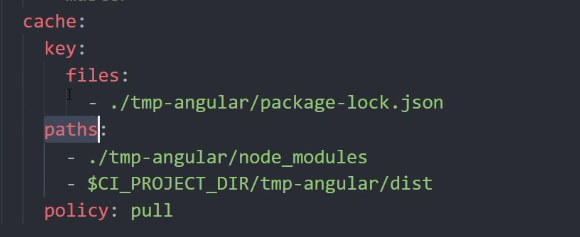 cache:
key:
files:
- ./tmp-angular/package-lock.json
paths:
- ./tmp-angular/node_modules
- $CI_PROJECT_DIR/tmp-angular/dist
policy: pull